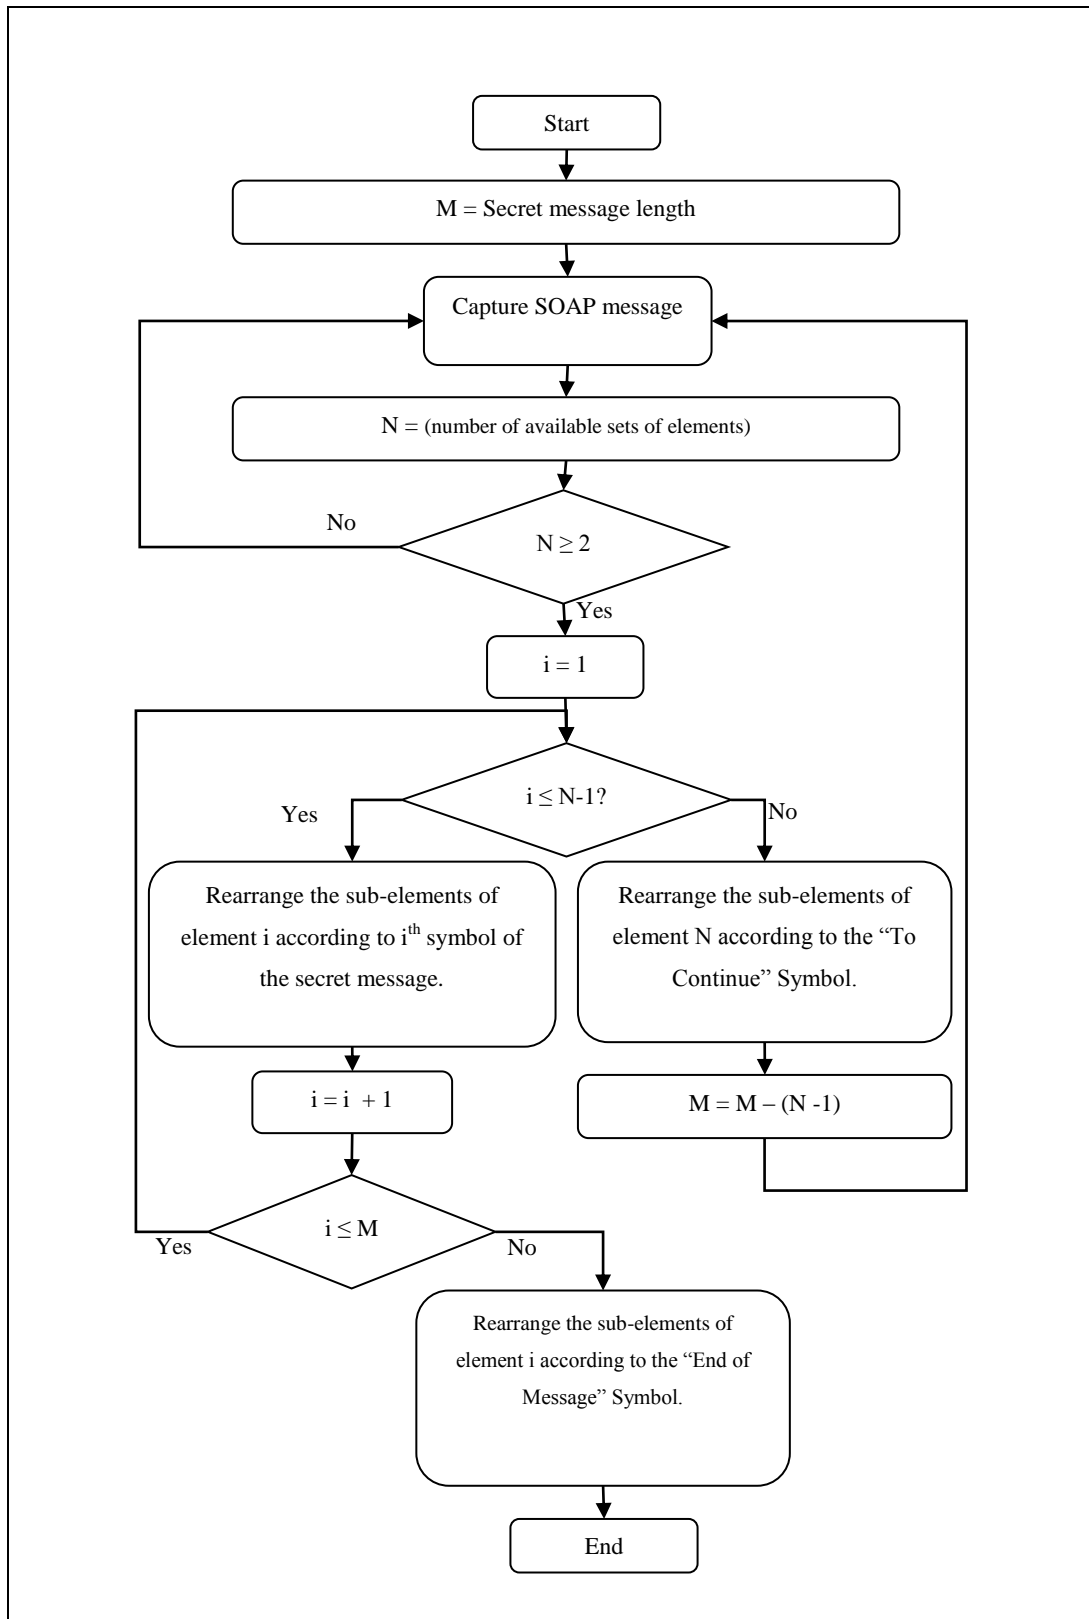 Start
M = Secret message length
Capture SOAP message
N = (number of available sets of elements)
No
N ≥ 2
Yes
i = 1
i ≤ N-1?
Yes
No
Rearrange the sub-elements of
element i according to ith symbol of
the secret message.
Rearrange the sub-elements of
element N according to the “To
Continue” Symbol.
i = i + 1
M = M – (N -1)
i ≤ M
Yes
No
Rearrange the sub-elements of
element i according to the “End of
Message” Symbol.
End